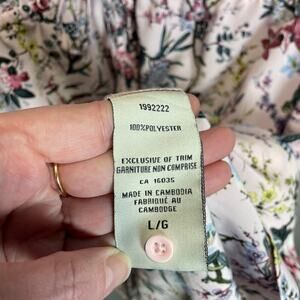 1992222
100%POLYESTER
EXCLUSIVE OF TRIM
GARNITURE NON COMPRISE
CA 16035
MADE IN CAMBODIA
FABRIQUÉ AU
CAMBODGE
L/G